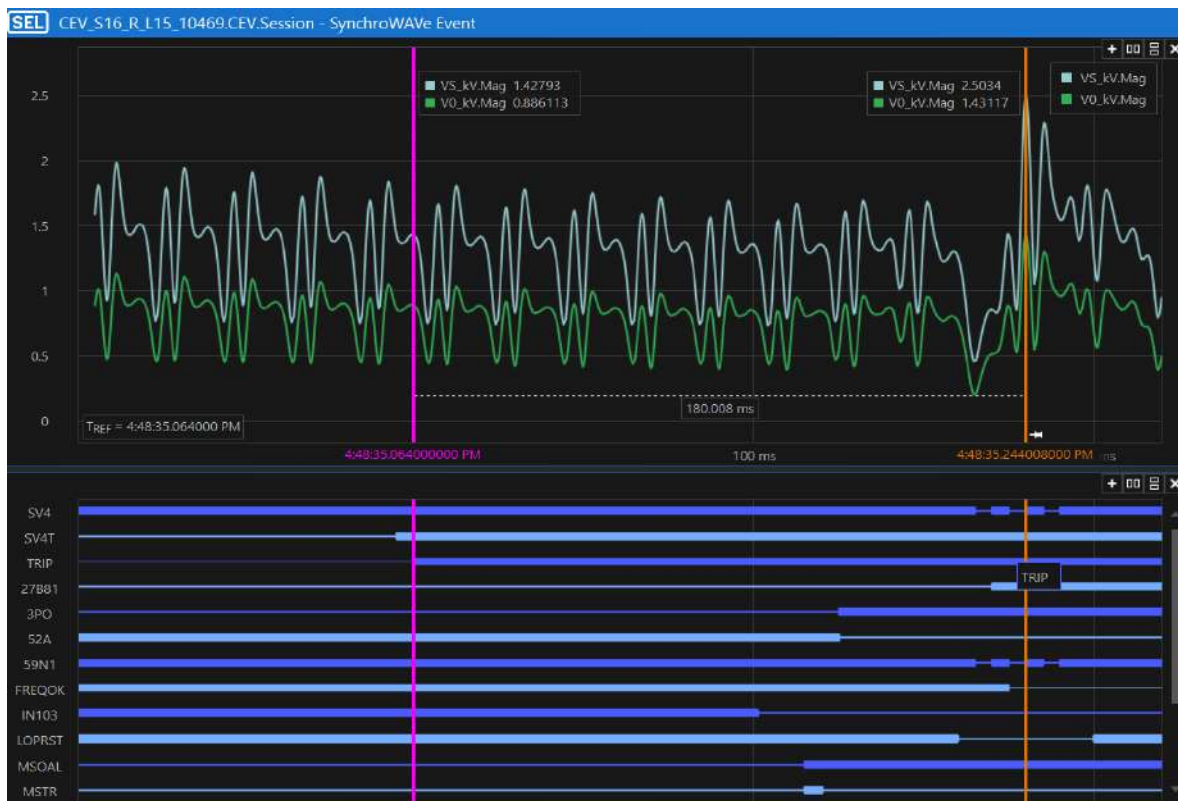 SEL CEV_S16_R_L15_10469.CEV.Session - SynchroWAVe Event
VS_kV.Mag 1.42793
V0_kV.Mag 0.886113
VS_kV.Mag 2.5034
V0_kV.Mag 1.43117
VS_kV.Mag
V0_kV.Mag
2.5
2
1.5
1
0.5
0
180.008 ms
TREF = 4:48:35.064000 PM
4:48:35.064000000 PM
100 ms
4:48:35.244008000 PM
ms
SV4
SV4T
TRIP
27B81
TRIP
3PO
52A
59N1
FREQOK
IN103
LOPRST
MSOAL
MSTR